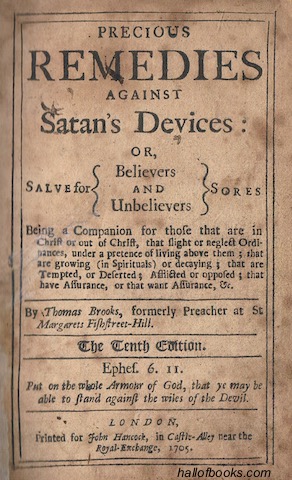 PRECIOUS
REMEDIES
AGAINST
Satan's Devices:
OR,
SALVE for { Believers AND Unbelievers } SORES
Being a Companion for those that are in
Chriſt or out of Chriſt, that ſlight or neglect Ordi-
nances, under a pretence of living above them; that
are growing (in Spirituals) or decaying; that are
Tempted, or Deſerted; Afflicted or oppoſed; that
have Aſſurance, or that want Aſſurance, &c.
By Thomas Brooks, formerly Preacher at St
Margarets Fiſhſtreet-Hill.
The Tenth Edition.
Epheſ. 6. 11.
Put on the whole Armour of God, that ye may be
able to ſtand againſt the wiles of the Devil.
LONDON,
Printed for John Hancock, in Caſtle-Alley near the
Royal-Exchange, 1705.
hallofbooks.com